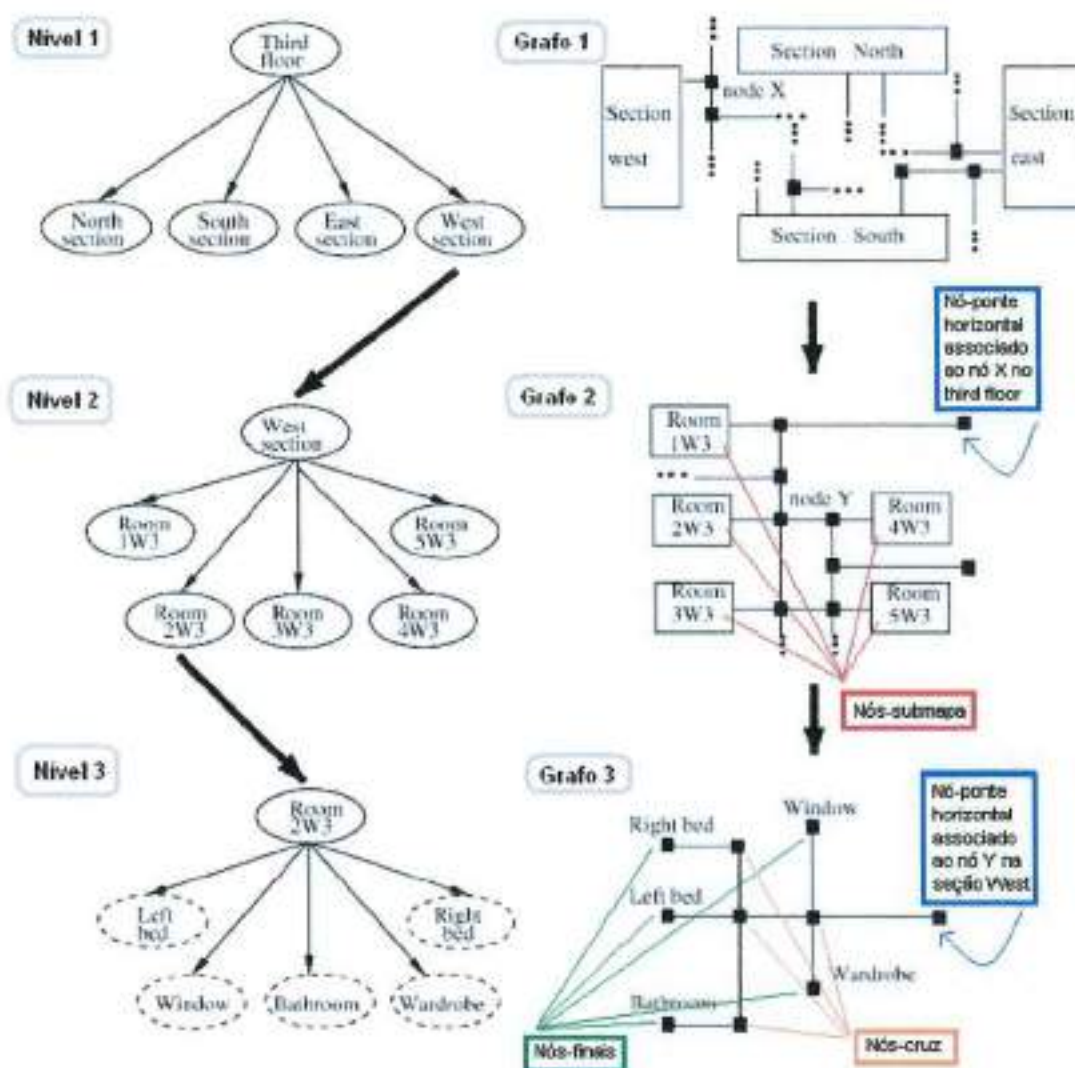 Nível 1
Third
floor
North
section
South
section
East
section
West
section
Grafo 1
Section North
node X
Section
west
Section
east
Section South
Nó-ponte
horizontal
associado
ao nó X no
third floor
Nível 2
West
section
Room
1W3
Room
5W3
Room
2W3
Room
3W3
Room
4W3
Grafo 2
Room
1W3
node Y
Room
2W3
Room
4W3
Room
3W3
Room
5W3
Nós-submapa
Nível 3
Room
2W3
Left
bed
Right
bed
Window
Bathroom
Wardrobe
Grafo 3
Window
Right bed
Left bed
Wardrobe
Bathroom
Nó-ponte
horizontal
associado
ao nó Y na
seção West
Nós-finais
Nós-cruz